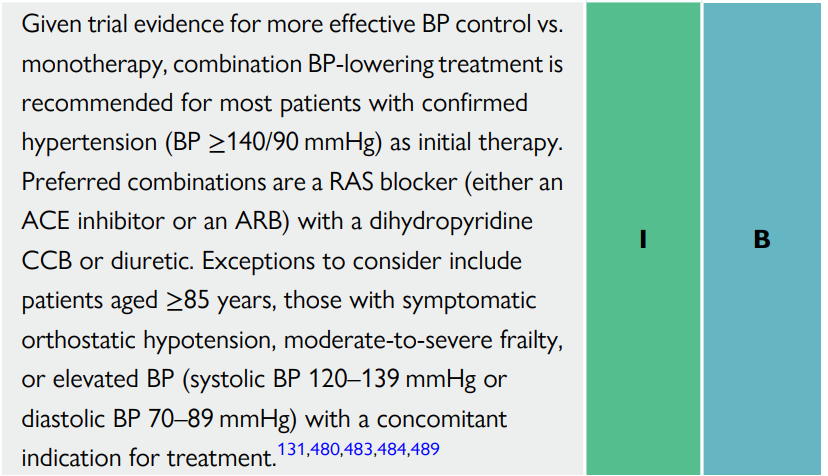 Given trial evidence for more effective BP control vs.
monotherapy, combination BP-lowering treatment is
recommended for most patients with confirmed
hypertension (BP ≥140/90 mmHg) as initial therapy.
Preferred combinations are a RAS blocker (either an
ACE inhibitor or an ARB) with a dihydropyridine
CCB or diuretic. Exceptions to consider include
patients aged ≥85 years, those with symptomatic
orthostatic hypotension, moderate-to-severe frailty,
or elevated BP (systolic BP 120–139 mmHg or
diastolic BP 70–89 mmHg) with a concomitant
indication for treatment.131,480,483,484,489
I
B